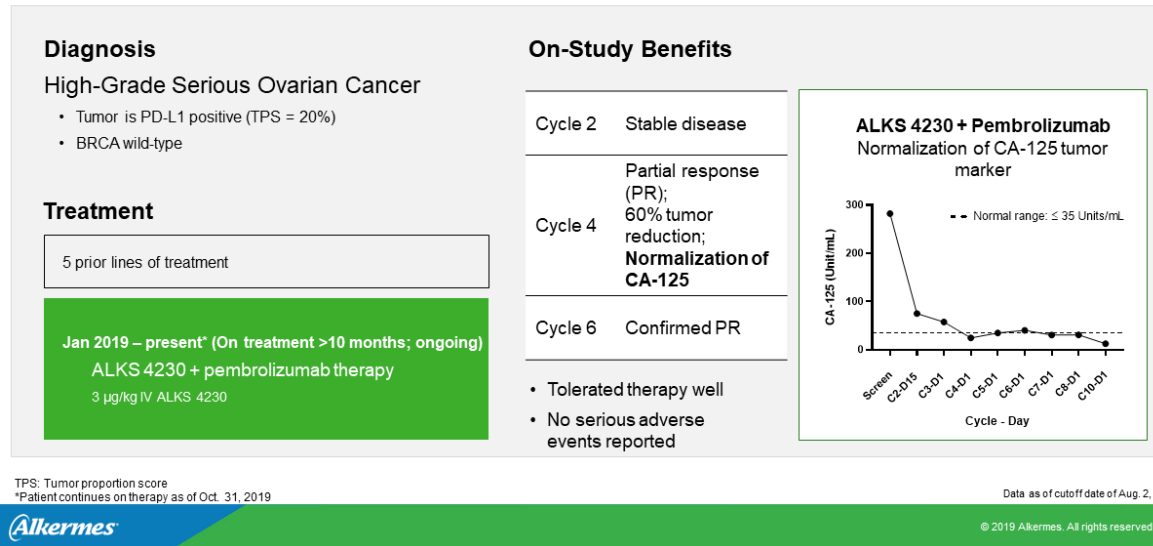 Diagnosis
High-Grade Serious Ovarian Cancer
• Tumor is PD-L1 positive (TPS = 20%)
• BRCA wild-type
Treatment
5 prior lines of treatment
Jan 2019 – present* (On treatment >10 months; ongoing)
ALKS 4230 + pembrolizumab therapy
3 µg/kg IV ALKS 4230
On-Study Benefits
Cycle 2 Stable disease
Cycle 4
Partial response
(PR);
60% tumor
reduction;
Normalization of
CA-125
Cycle 6 Confirmed PR
• Tolerated therapy well
• No serious adverse
events reported
ALKS 4230 + Pembrolizumab
Normalization of CA-125 tumor
marker
Normal range: ≤ 35 Units/mL
CA-125 (Unit/mL)
300
200
100
0
Screen
C2-D15
C3-D1
C4-D1
C5-D1
C6-D1
C7-D1
C8-D1
C10-D1
Cycle - Day
TPS: Tumor proportion score
*Patient continues on therapy as of Oct. 31, 2019
Data as of cutoff date of Aug. 2,
Alkermes
© 2019 Alkermes. All rights reserved